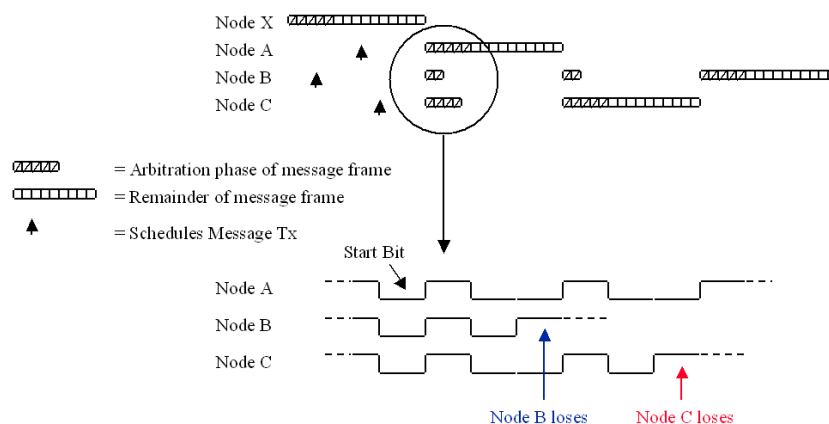 Node X
Node A
Node B
Node C
= Arbitration phase of message frame
= Remainder of message frame
= Schedules Message Tx
Start Bit
Node A
Node B
Node C
Node B loses
Node C loses